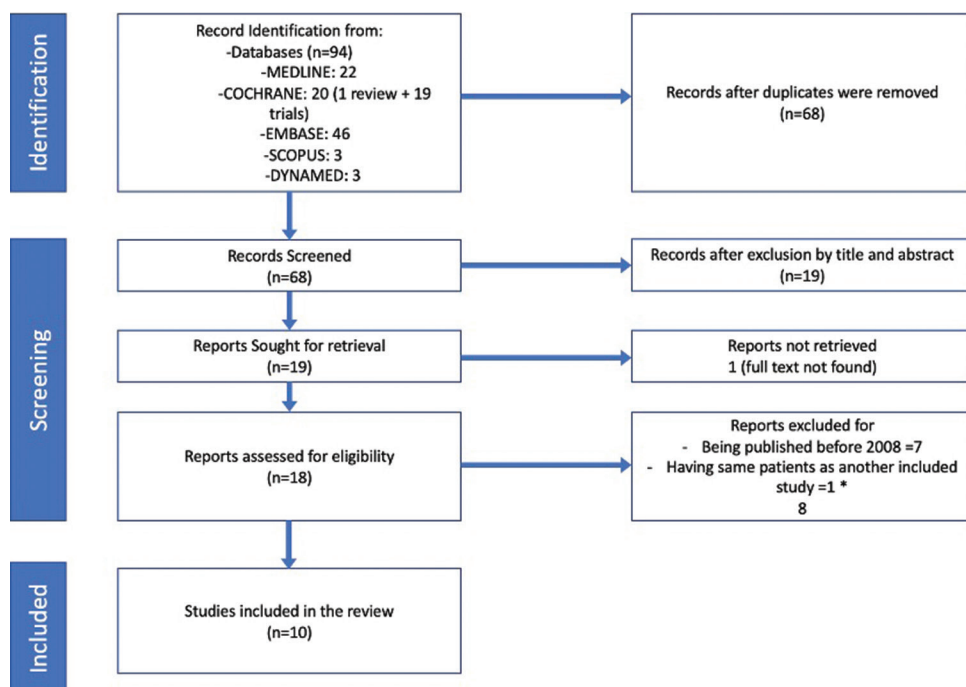 Identification
Record Identification from:
-Databases (n=94)
-MEDLINE: 22
-COCHRANE: 20 (1 review + 19
trials)
-EMBASE: 46
-SCOPUS: 3
-DYNAMED: 3
Records after duplicates were removed
(n=68)
Screening
Records Screened
(n=68)
Records after exclusion by title and abstract
(n=19)
Reports Sought for retrieval
(n=19)
Reports not retrieved
1 (full text not found)
Reports assessed for eligibility
(n=18)
Reports excluded for
- Being published before 2008 =7
- Having same patients as another included
study =1 *
8
Included
Studies included in the review
(n=10)